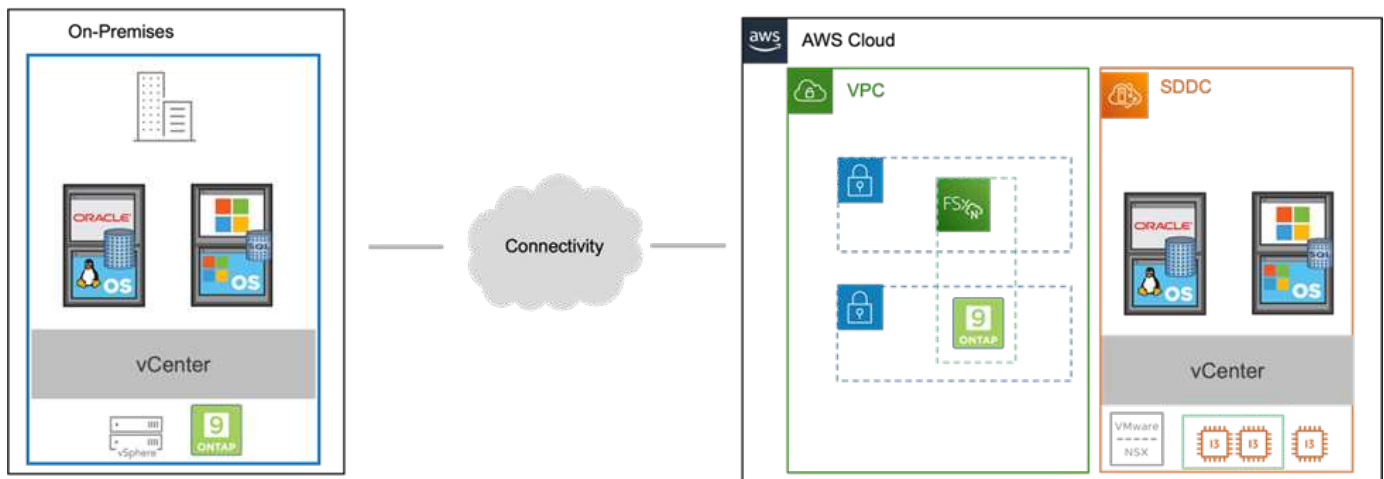 On-Premises
ORACLE
OS
SQL
OS
vCenter
vSphere
9
ONTAP
Connectivity
aws
AWS Cloud
VPC
FSx
N
9
ONTAP
SDDC
ORACLE
OS
SQL
OS
vCenter
VMware
NSX
I3
I3
I3